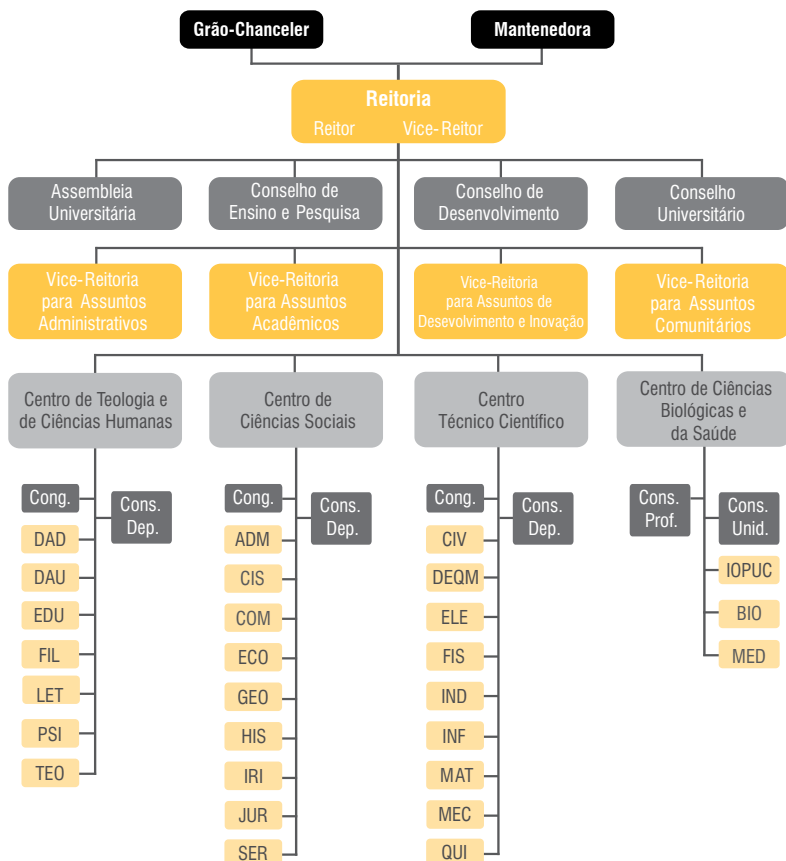 Grão-Chanceler
Mantenedora
Reitoria
Reitor Vice-Reitor
Assembleia
Universitária
Conselho de
Ensino e Pesquisa
Conselho de
Desenvolvimento
Conselho
Universitário
Vice-Reitoria
para Assuntos
Administrativos
Vice-Reitoria
para Assuntos
Acadêmicos
Vice-Reitoria
para Assuntos de
Desevolvimento e Inovação
Vice-Reitoria
para Assuntos
Comunitários
Centro de Teologia e
de Ciências Humanas
Centro de
Ciências Sociais
Centro
Técnico Científico
Centro de Ciências
Biológicas e
da Saúde
Cong.
Cons.
Dep.
DAD
DAU
EDU
FIL
LET
PSI
TEO
Cong.
Cons.
Dep.
ADM
CIS
COM
ECO
GEO
HIS
IRI
JUR
SER
Cong.
Cons.
Dep.
CIV
DEQM
ELE
FIS
IND
INF
MAT
MEC
QUI
Cons.
Prof.
Cons.
Unid.
IOPUC
BIO
MED